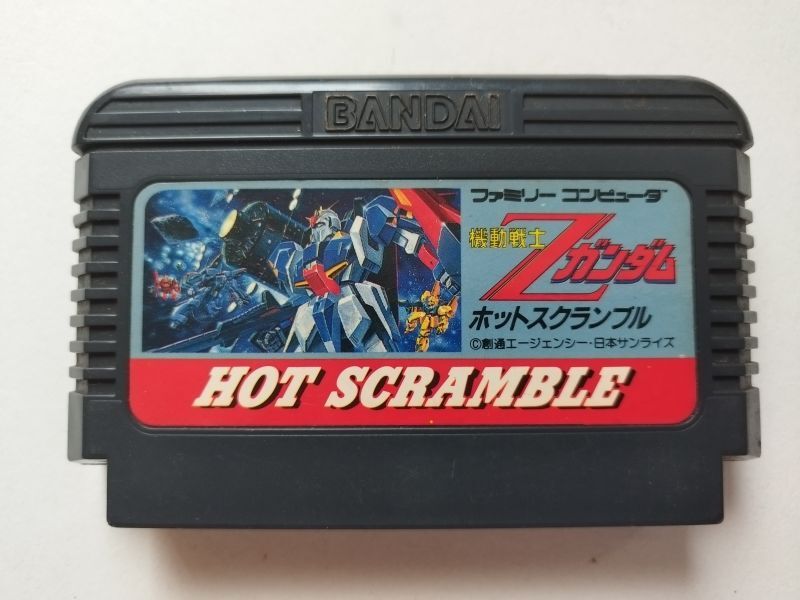 BANDAI
ファミリー コンピュータ
機動戦士
Zガンダム
ホットスクランブル
©創通エージェンシー・日本サンライズ
HOT SCRAMBLE